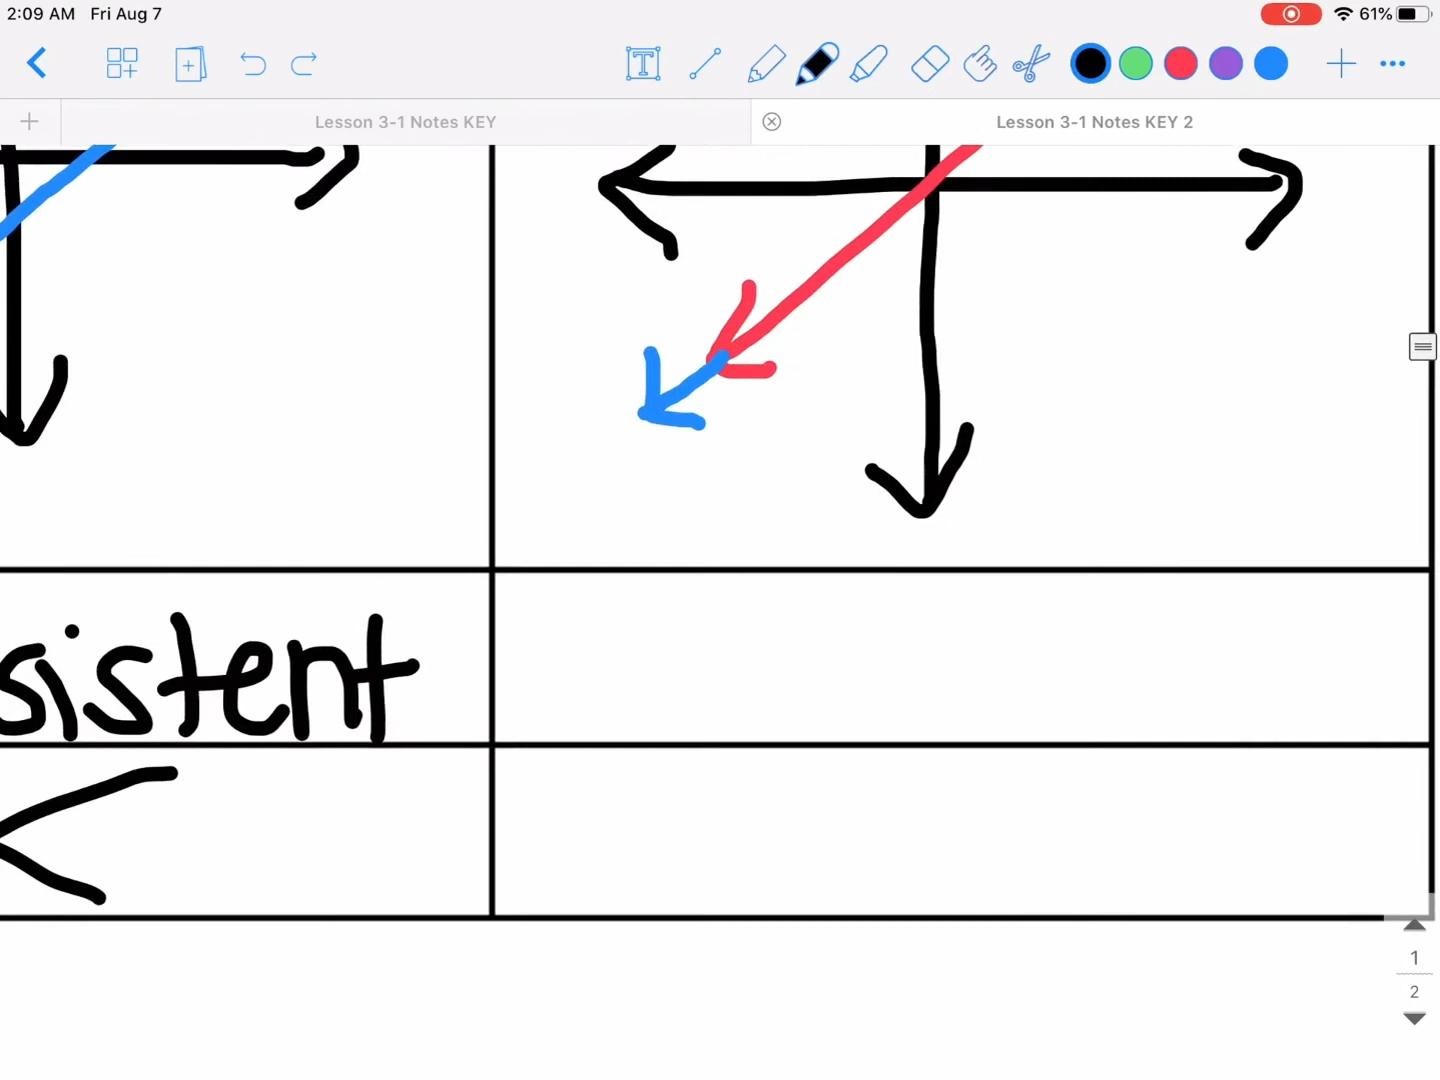 2:09 AM Fri Aug 7
61%
T
Lesson 3-1 Notes KEY
Lesson 3-1 Notes KEY 2
sistent
1
2